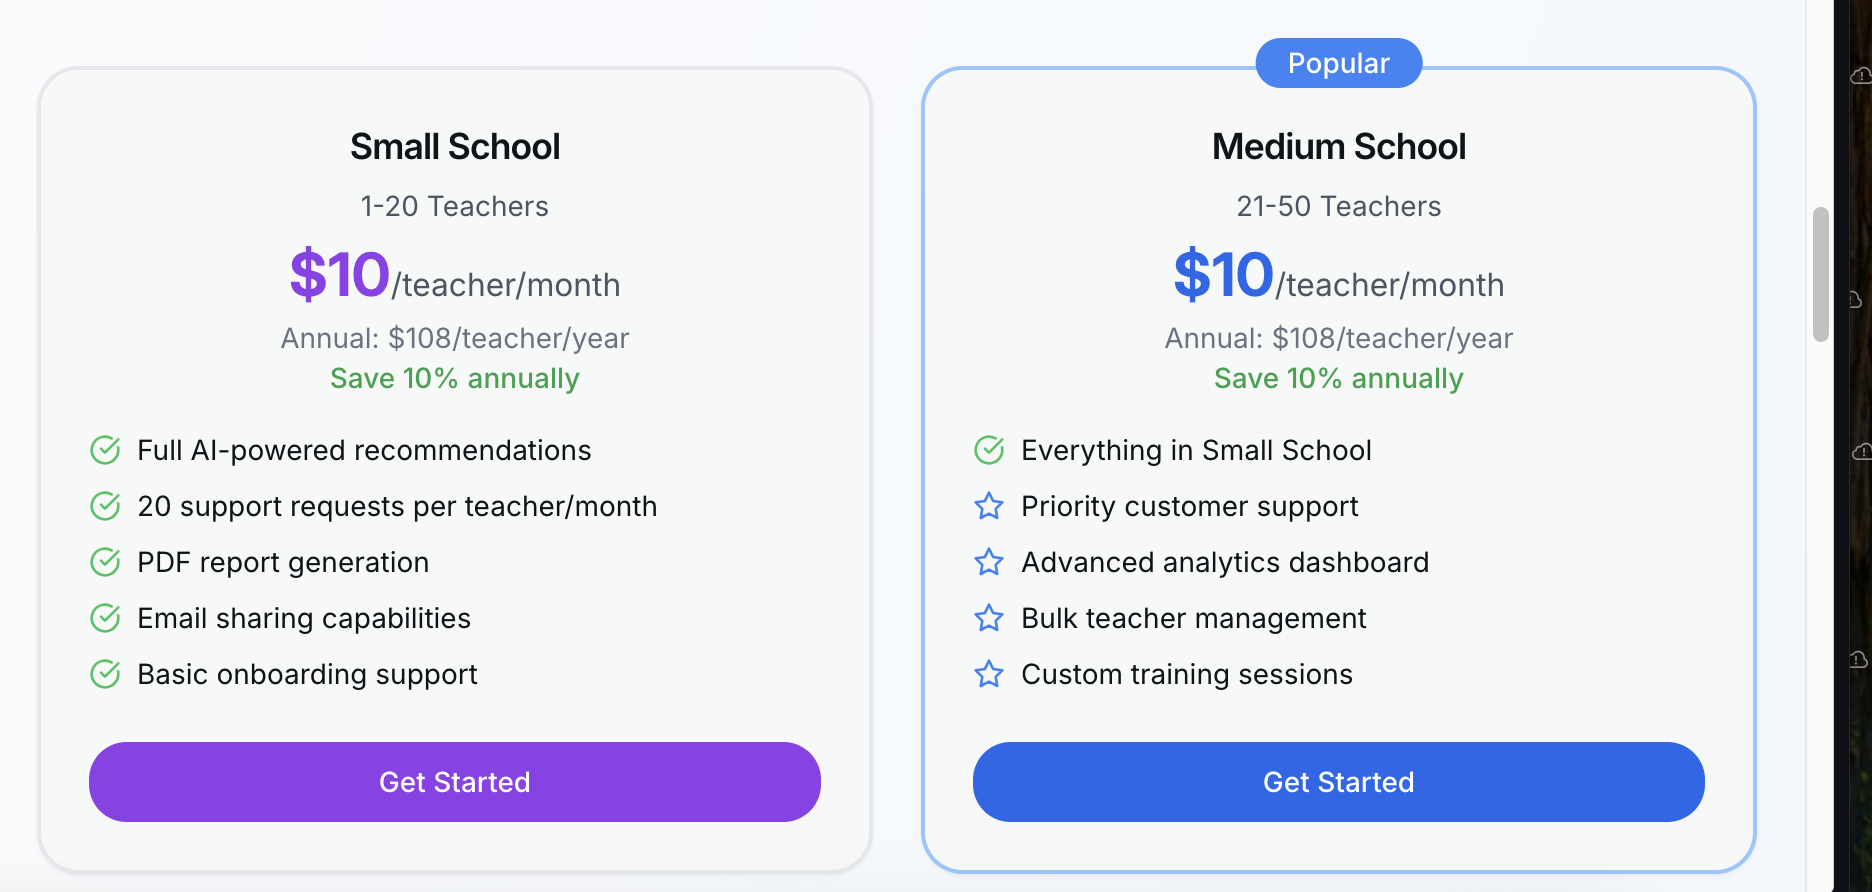 Small School
1-20 Teachers
$10/teacher/month
Annual: $108/teacher/year
Save 10% annually
Full AI-powered recommendations
20 support requests per teacher/month
PDF report generation
Email sharing capabilities
Basic onboarding support
Get Started
Popular
Medium School
21-50 Teachers
$10/teacher/month
Annual: $108/teacher/year
Save 10% annually
Everything in Small School
Priority customer support
Advanced analytics dashboard
Bulk teacher management
Custom training sessions
Get Started